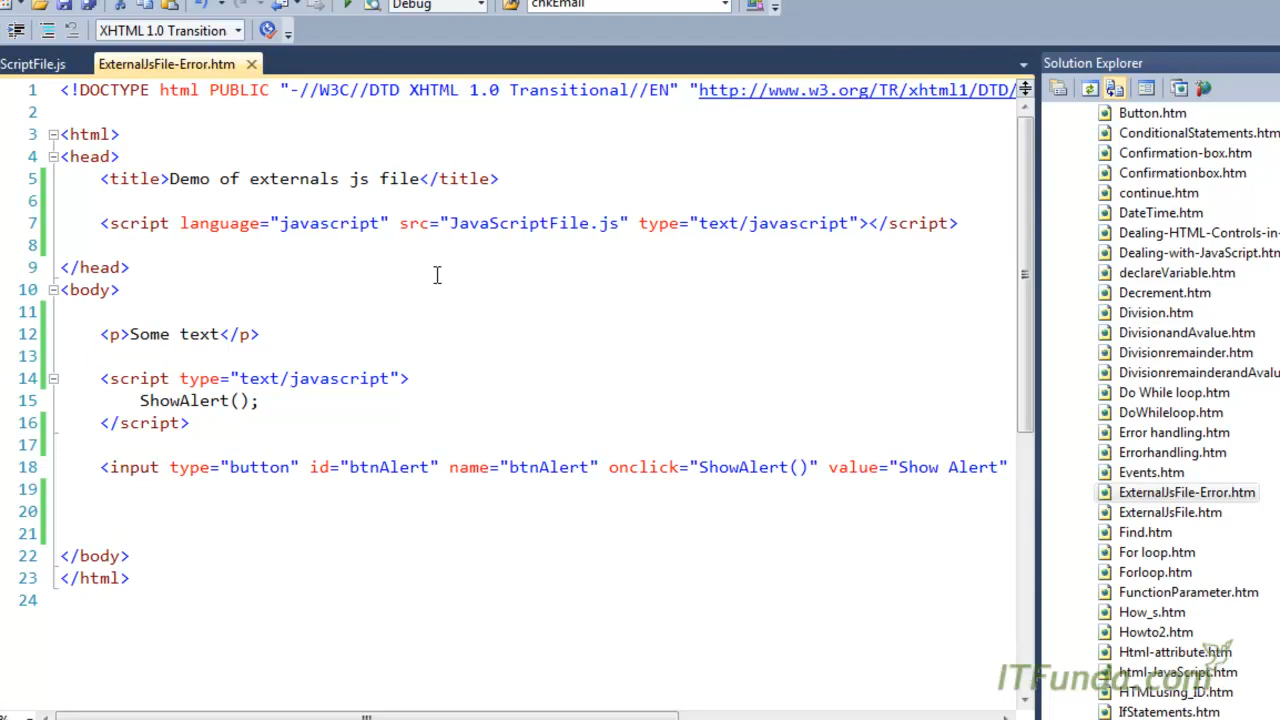 Debug
chkEmail
XHTML 1.0 Transition
ScriptFile.js
ExternalJsFile-Error.htm
1 <!DOCTYPE html PUBLIC "-//W3C//DTD XHTML 1.0 Transitional//EN" "http://www.w3.org/TR/xhtml1/DTD/
2
3 <html>
4 <head>
5 <title>Demo of externals js file</title>
6
7 <script language="javascript" src="JavaScriptFile.js" type="text/javascript"></script>
8
9 </head>
10 <body>
11
12 <p>Some text</p>
13
14 <script type="text/javascript">
15 ShowAlert();
16 </script>
17
18 <input type="button" id="btnAlert" name="btnAlert" onclick="ShowAlert()" value="Show Alert"
19
20
21
22 </body>
23 </html>
24
Solution Explorer
Button.htm
ConditionalStatements.htm
Confirmation-box.htm
Confirmationbox.htm
continue.htm
DateTime.htm
Dealing-HTML-Controls-in-
Dealing-with-JavaScript.htm
declareVariable.htm
Decrement.htm
Division.htm
DivisionandAvalue.htm
Divisionremainder.htm
DivisionremainderandAvalu
Do While loop.htm
DoWhileloop.htm
Error handling.htm
Errorhandling.htm
Events.htm
ExternalJsFile-Error.htm
ExternalJsFile.htm
Find.htm
For loop.htm
Forloop.htm
FunctionParameter.htm
How_s.htm
Howto2.htm
Html-attribute.htm
html-JavaScript.htm
HTMLusing_ID.htm
IfStatements.htm
ITFunda.com